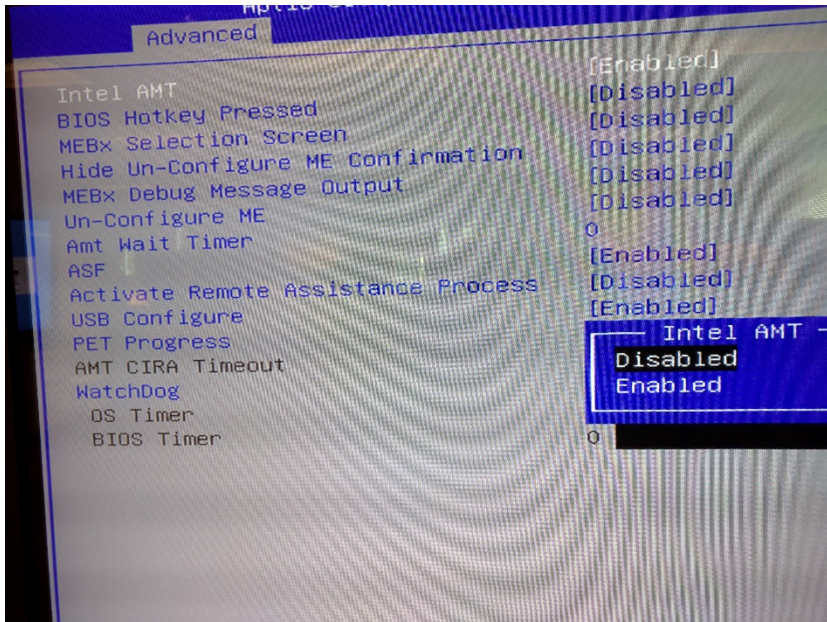 Advanced
Intel AMT [Enabled]
BIOS Hotkey Pressed [Disabled]
MEBx Selection Screen [Disabled]
Hide Un-Configure ME Confirmation [Disabled]
MEBx Debug Message Output [Disabled]
Un-Configure ME [Disabled]
Amt Wait Timer 0
ASF [Enabled]
Activate Remote Assistance Process [Disabled]
USB Configure [Enabled]
PET Progress
AMT CIRA Timeout
WatchDog
OS Timer
BIOS Timer 0
Intel AMT
Disabled
Enabled